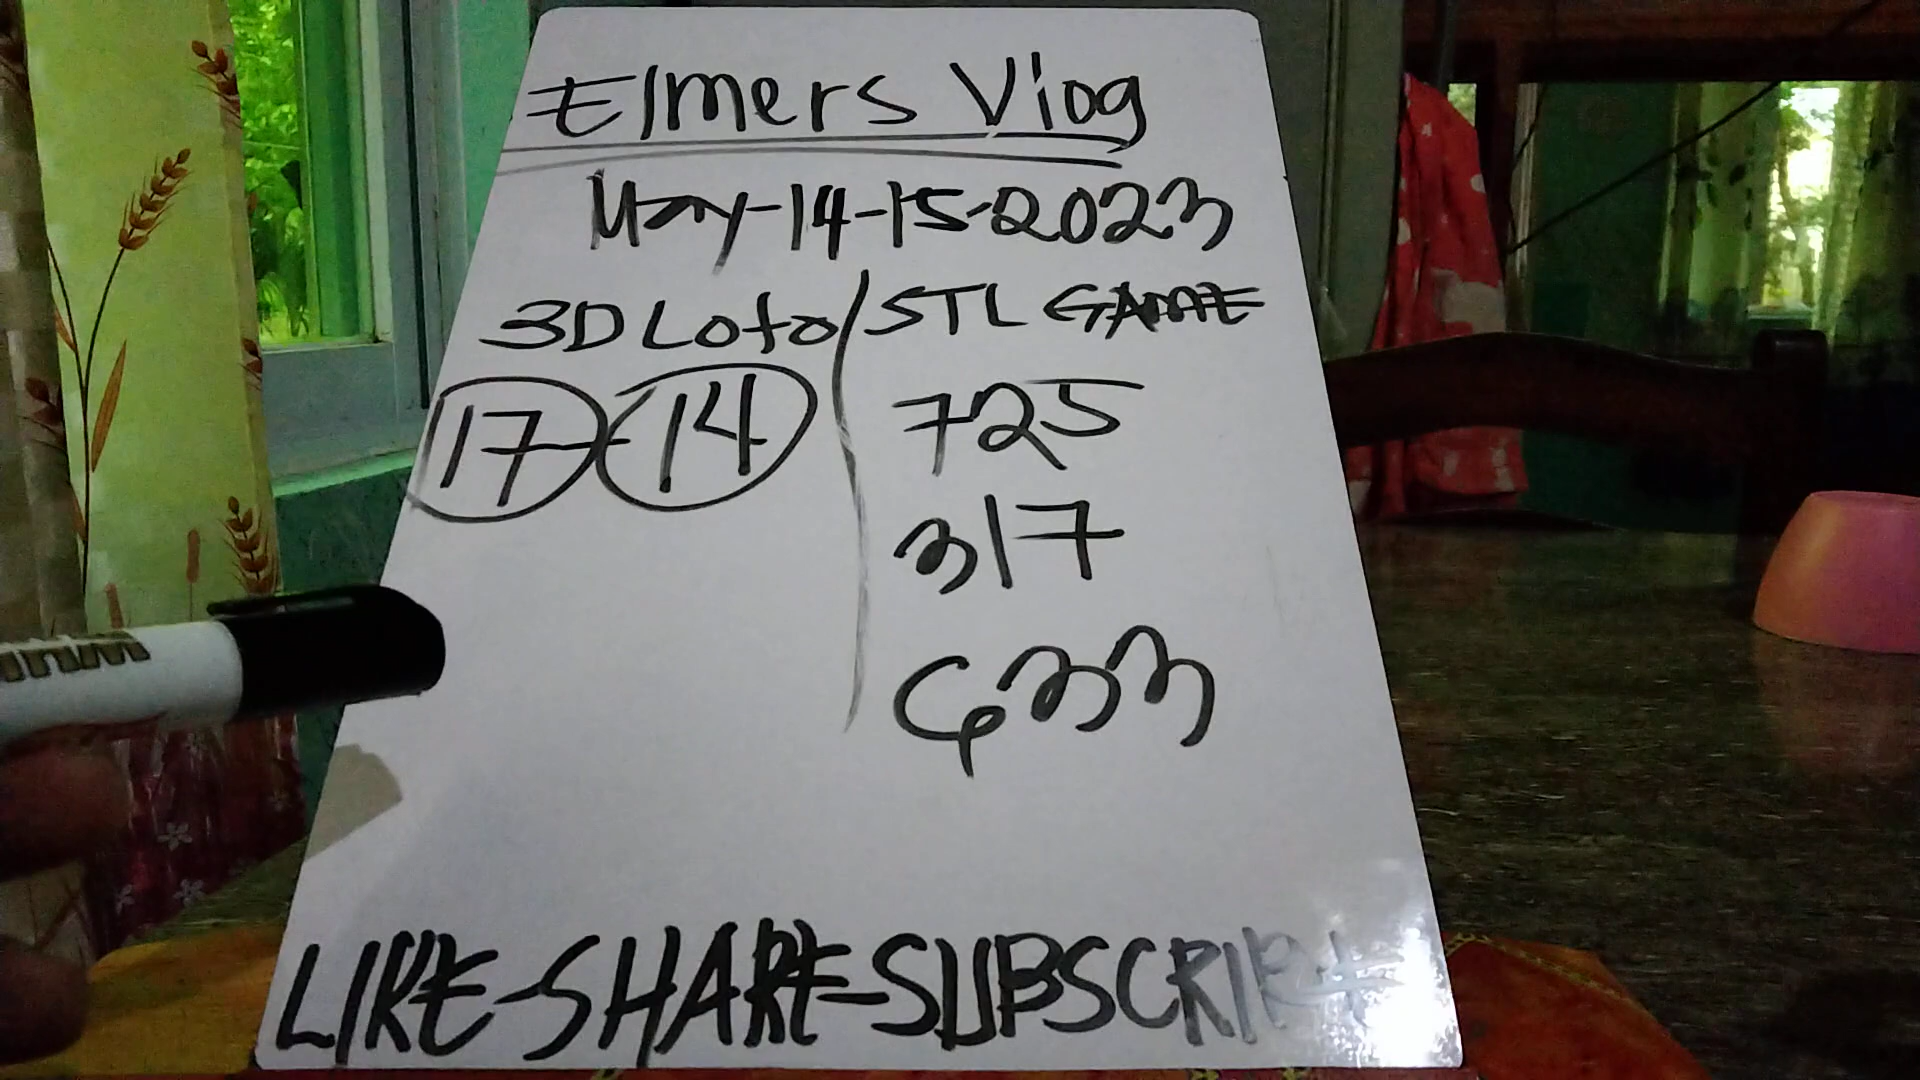 Elmers Vlog
May-14-15-2023
3D Loto/STL GAME
17-14
725
317
633
LIKE-SHARE-SUBSCRIBE